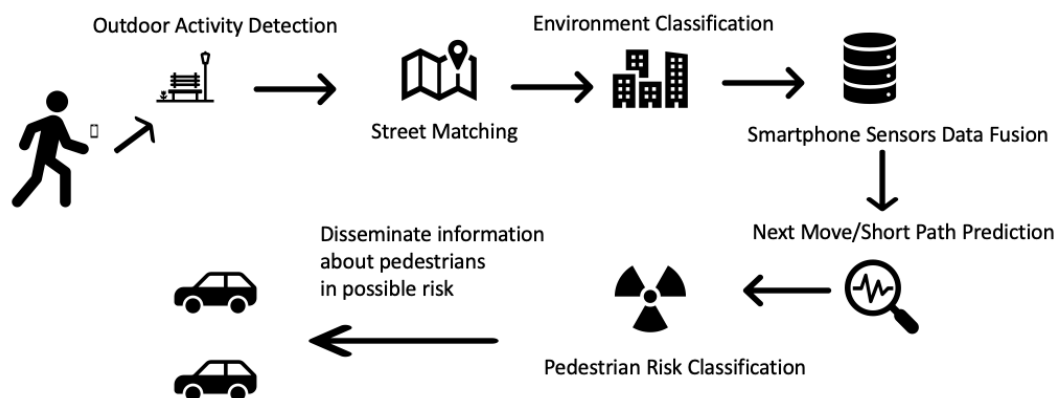 Outdoor Activity Detection
Street Matching
Environment Classification
Smartphone Sensors Data Fusion
Next Move/Short Path Prediction
Pedestrian Risk Classification
Disseminate information
about pedestrians
in possible risk